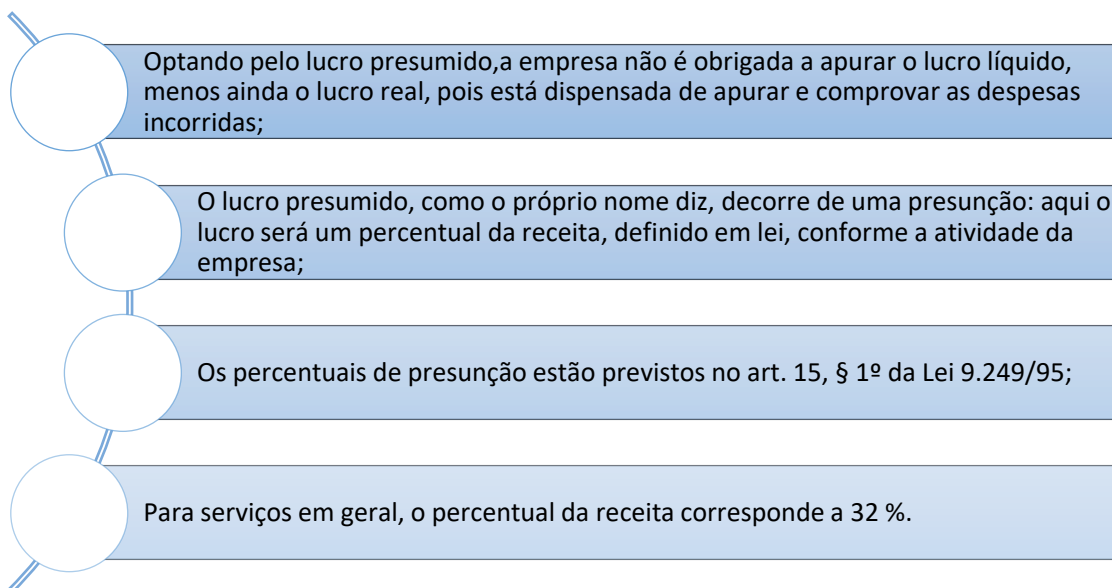 Optando pelo lucro presumido,a empresa não é obrigada a apurar o lucro líquido,
menos ainda o lucro real, pois está dispensada de apurar e comprovar as despesas
incorridas;
O lucro presumido, como o próprio nome diz, decorre de uma presunção: aqui o
lucro será um percentual da receita, definido em lei, conforme a atividade da
empresa;
Os percentuais de presunção estão previstos no art. 15, § 1º da Lei 9.249/95;
Para serviços em geral, o percentual da receita corresponde a 32 %.